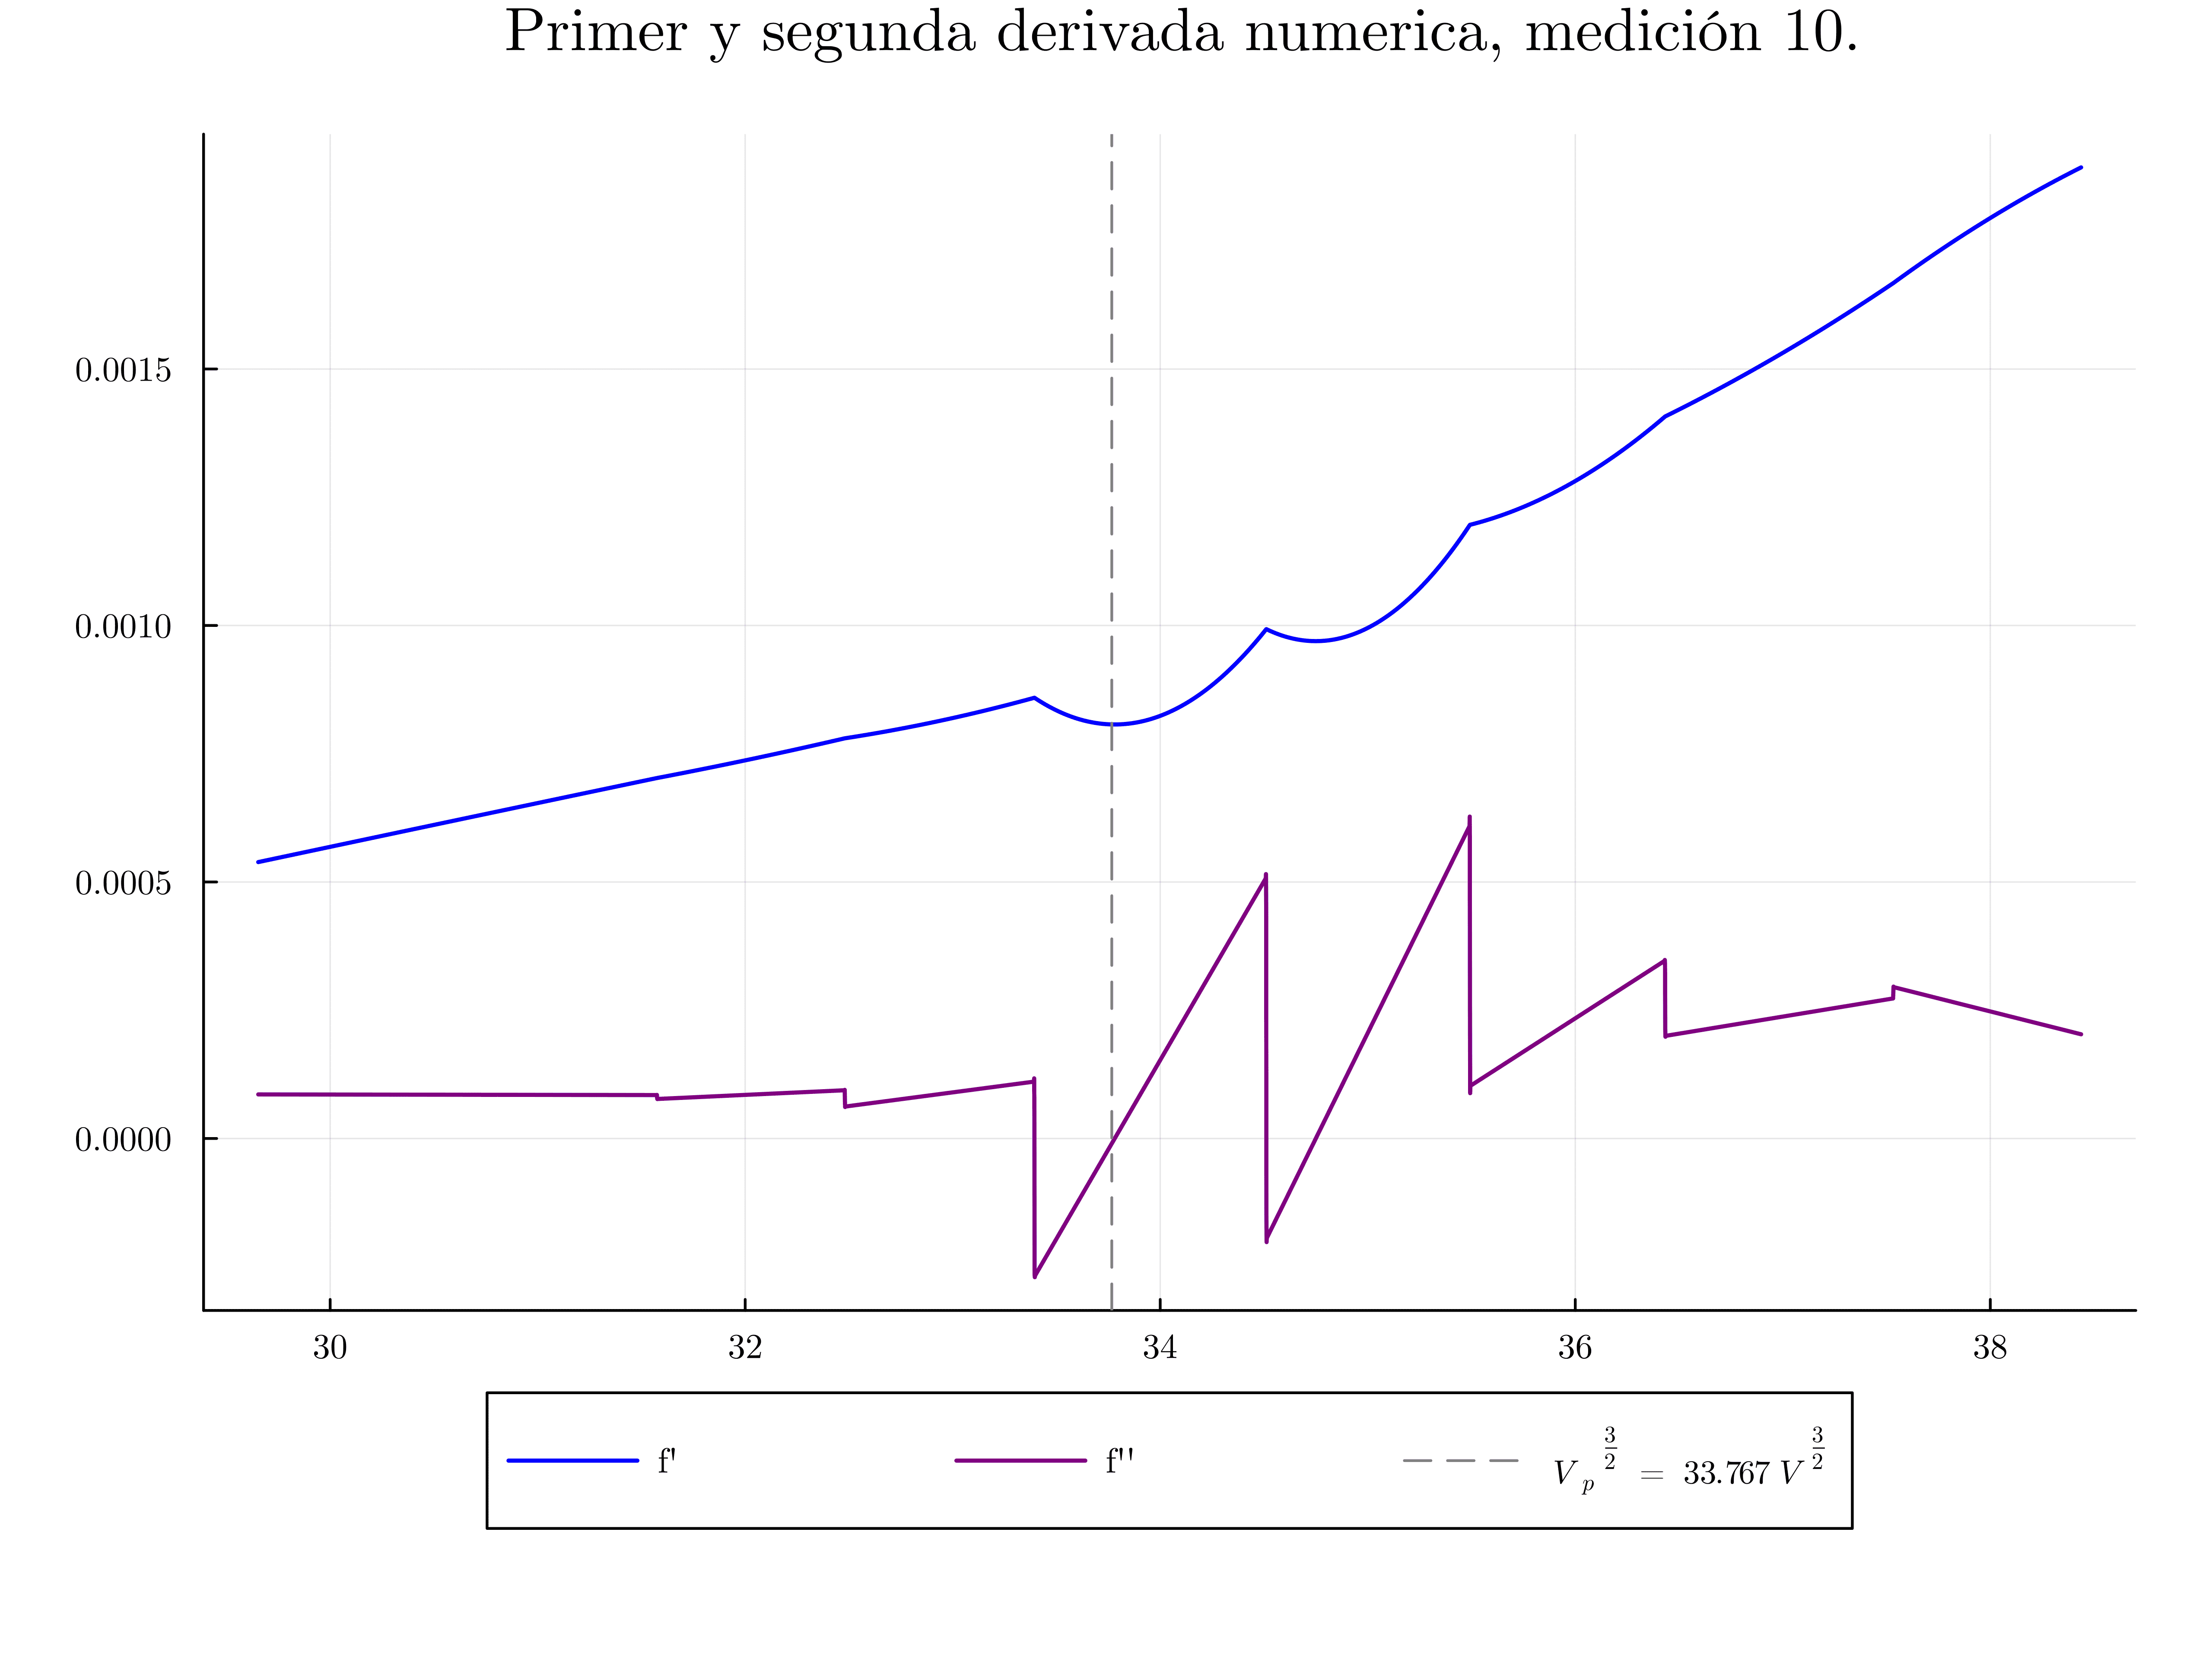 Primer y segunda derivada numerica, medición 10.
0.0015
0.0010
0.0005
0.0000
30 32 34 36 38
f' f'' V_p^{3/2} = 33.767 V^{3/2}